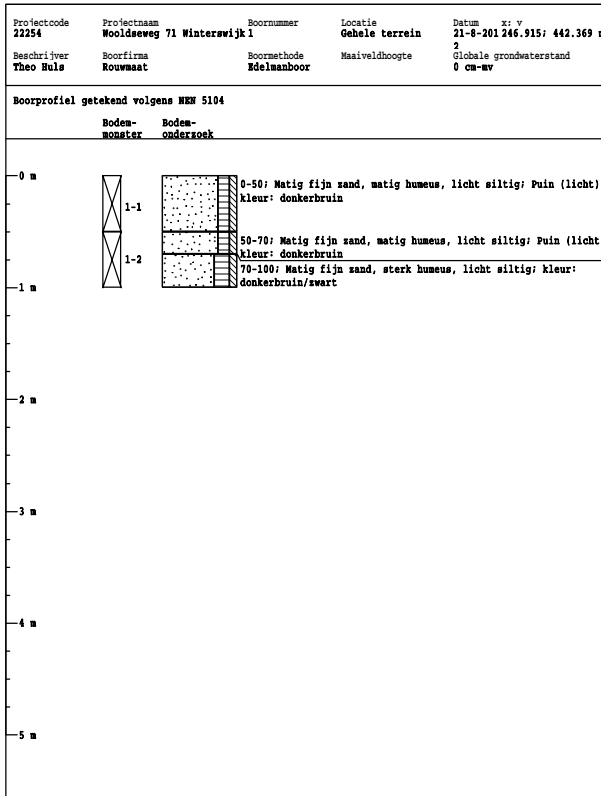 Projectcode Projectnaam Boornummer Locatie Datum x; v
22254 Wooldseweg 71 Winterswijk 1 Gehele terrein 21-8-201 246.915; 442.369
2
Beschrijver Boorfirma Boormethode Maaiveldhoogte Globale grondwaterstand
Theo Huls Rouwmaat Edelmanboor 0 cm-mv
Boorprofiel getekend volgens NEN 5104
Bodem- Bodem-
monster onderzoek
0 m
0-50; Matig fijn zand, matig humeus, licht siltig; Puin (licht)
kleur: donkerbruin
1-1
50-70; Matig fijn zand, matig humeus, licht siltig; Puin (licht
kleur: donkerbruin
1-2
70-100; Matig fijn zand, sterk humeus, licht siltig; kleur:
donkerbruin/zwart
1 m
2 m
3 m
4 m
5 m